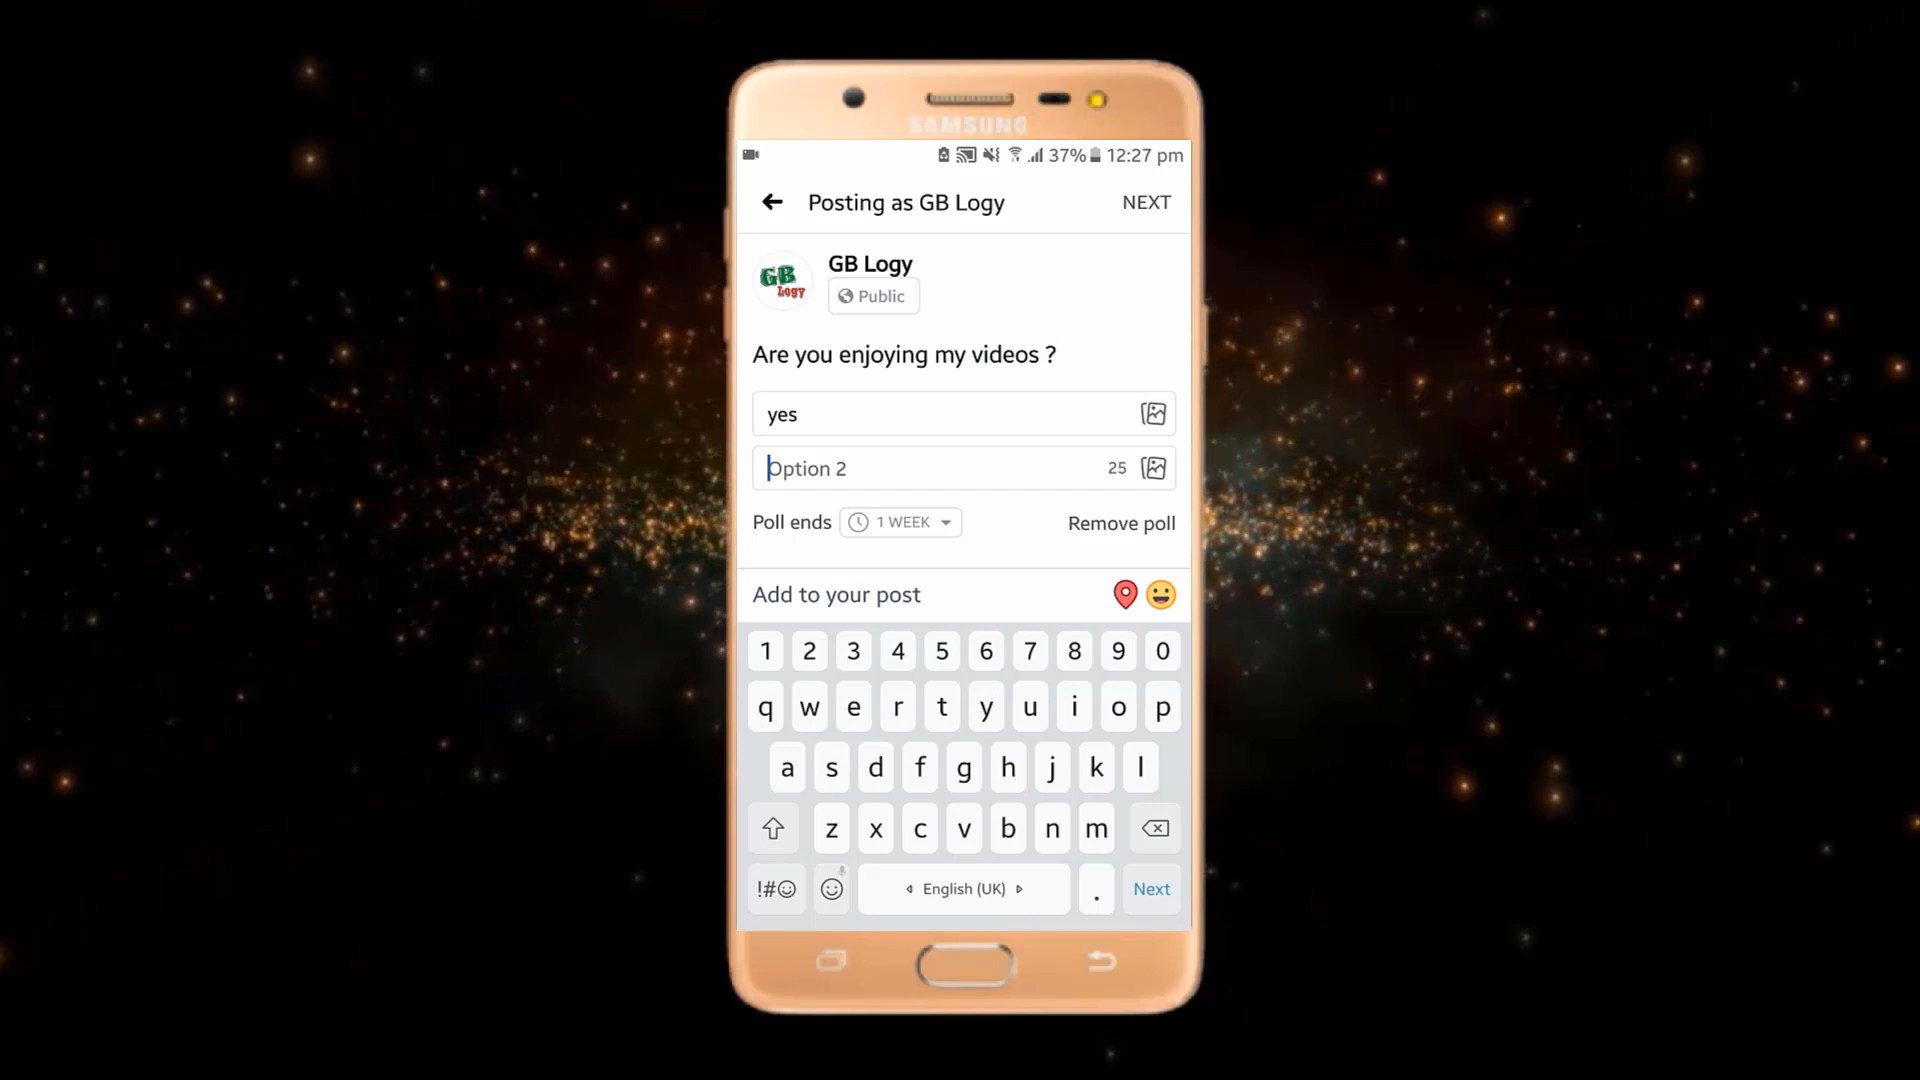 SAMSUNG
37% 12:27 pm
Posting as GB Logy NEXT
GB Logy
GB Logy
Public
Are you enjoying my videos ?
yes
Option 2 25
Poll ends 1 WEEK Remove poll
Add to your post
1 2 3 4 5 6 7 8 9 0
q w e r t y u i o p
a s d f g h j k l
z x c v b n m
!#☺ English (UK) . Next